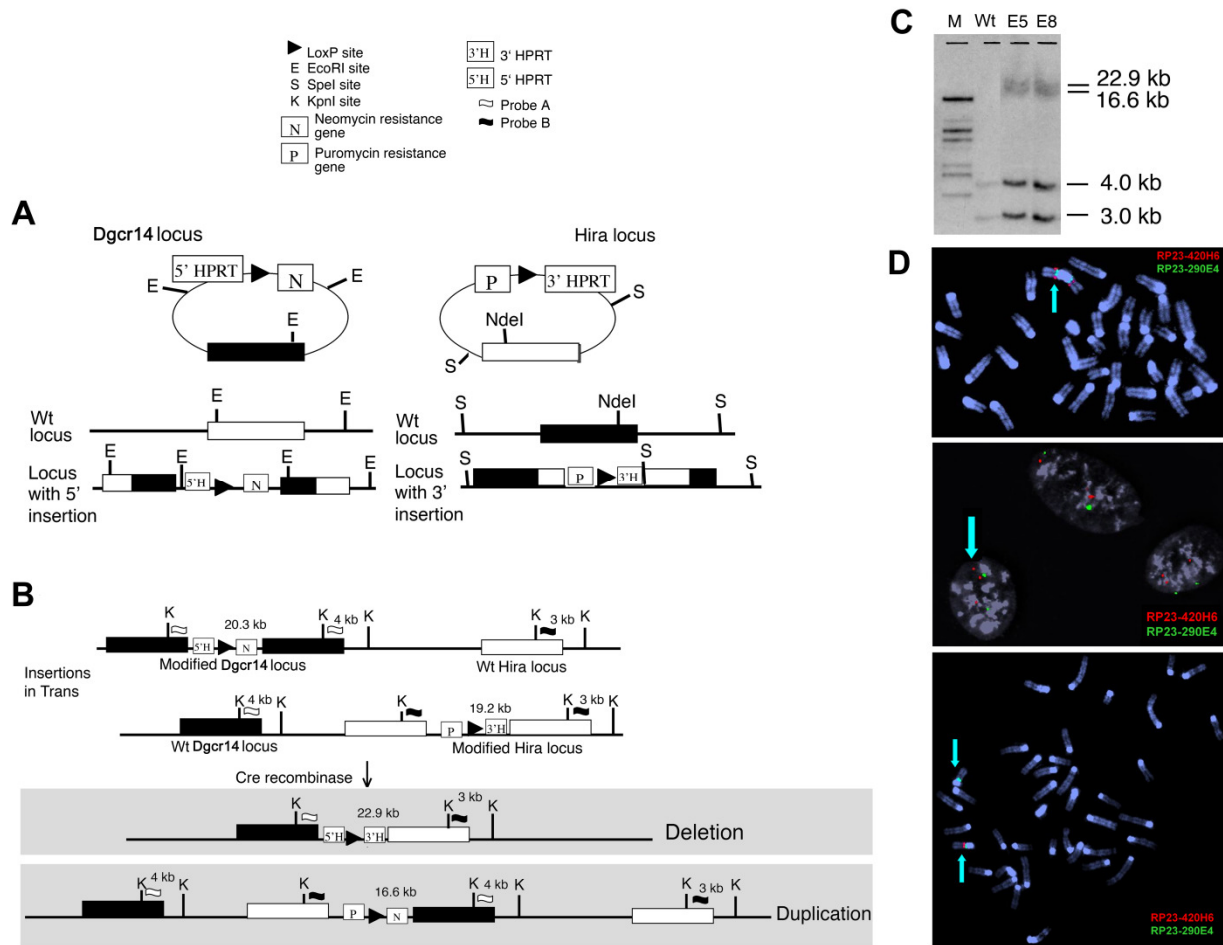 LoxP site
E EcoRI site
S SpeI site
K KpnI site
N Neomycin resistance gene
P Puromycin resistance gene
3'H 3' HPRT
5'H 5' HPRT
Probe A
Probe B
A
Dgcr14 locus
5' HPRT N
E E
E
Hira locus
P 3' HPRT
S
NdeI
S
Wt locus
E E
Locus with 5' insertion
E E E E
5'H N
Wt locus
S NdeI S
Locus with 3' insertion
S S S
P 3'H
B
Insertions in Trans
K 20.3 kb K 4 kb K K 3 kb K
5'H N
Modified Dgcr14 locus Wt Hira locus
K 4 kb K K 19.2 kb K 3 kb K
P 3'H
Wt Dgcr14 locus Modified Hira locus
Cre recombinase
K 22.9 kb K 3 kb K
5'H 3'H
Deletion
K 4 kb K K 16.6 kb K 4 kb K K 3 kb K
P N
Duplication
C
M Wt E5 E8
22.9 kb
16.6 kb
4.0 kb
3.0 kb
D
RP23-420H6
RP23-290E4
RP23-420H6
RP23-290E4
RP23-420H6
RP23-290E4